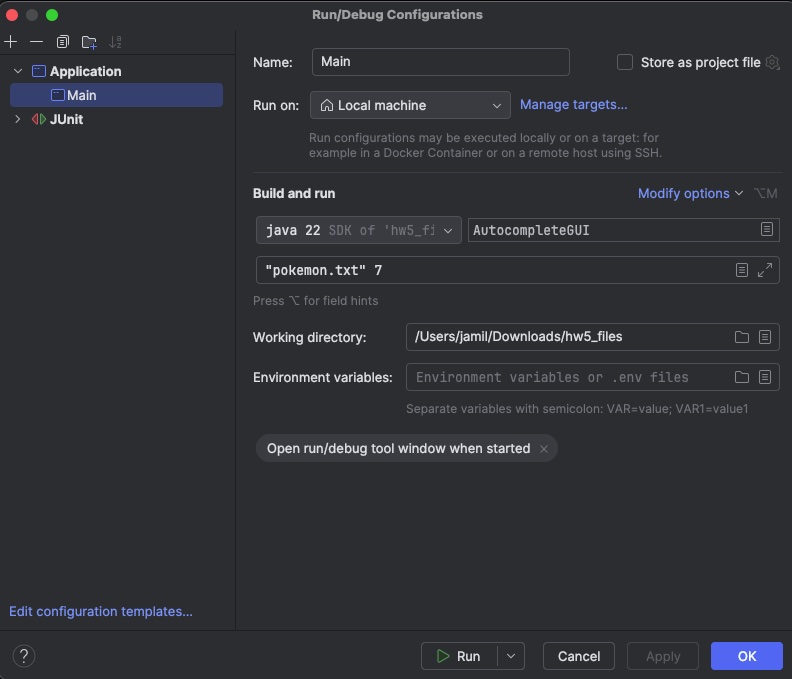 Run/Debug Configurations
Application
Main
JUnit
Edit configuration templates...
Name: Main Store as project file
Run on: Local machine Manage targets...
Run configurations may be executed locally or on a target: for
example in a Docker Container or on a remote host using SSH.
Build and run Modify options ⌥M
java 22 SDK of 'hw5_fi AutocompleteGUI
"pokemon.txt" 7
Press ⌥ for field hints
Working directory: /Users/jamil/Downloads/hw5_files
Environment variables: Environment variables or .env files
Separate variables with semicolon: VAR=value; VAR1=value1
Open run/debug tool window when started ×
? Run Cancel Apply OK